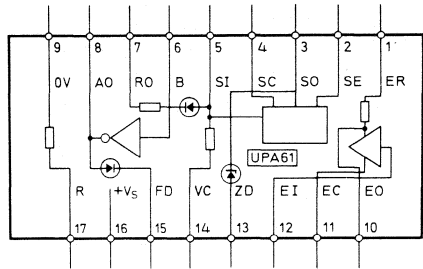 9 8 7 6 5 4 3 2 1
0V AO RO B SI SC SO SE ER
UPA61
R +VS FD VC ZD EI EC EO
17 16 15 14 13 12 11 10